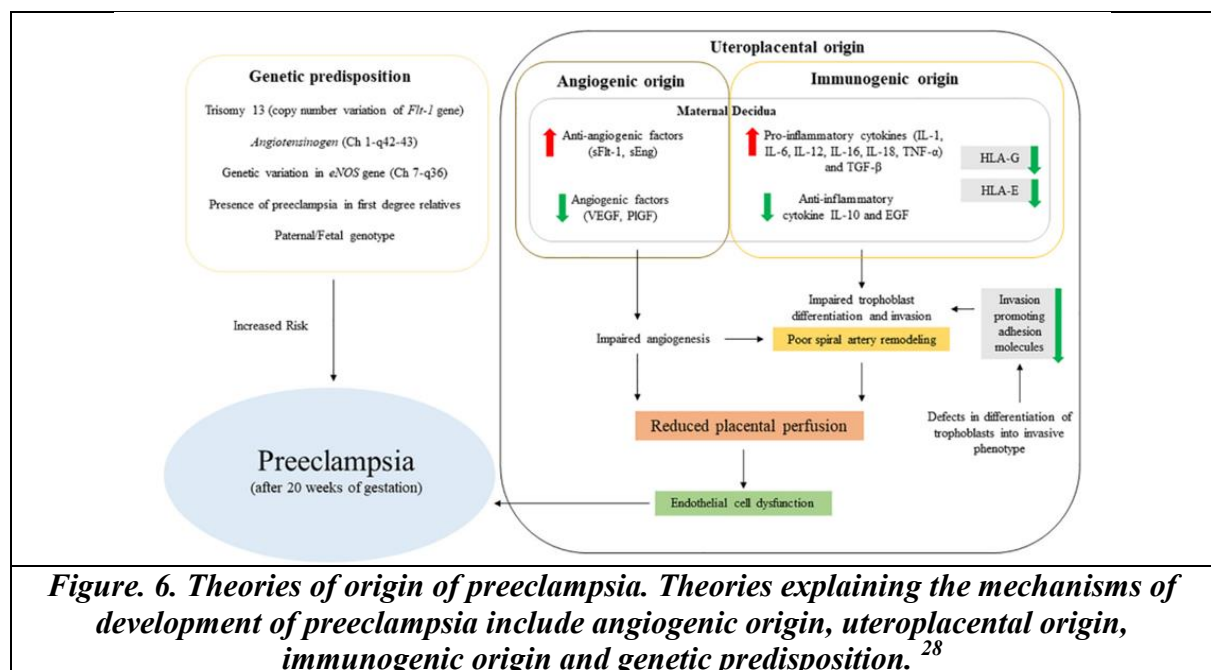 Uteroplacental origin
Genetic predisposition
Trisomy 13 (copy number variation of Flt-1 gene)
Angiotensinogen (Ch 1-q42-43)
Genetic variation in eNOS gene (Ch 7-q36)
Presence of preeclampsia in first degree relatives
Paternal/Fetal genotype
Angiogenic origin
Immunogenic origin
Maternal Decidua
Anti-angiogenic factors
(sFlt-1, sEng)
Angiogenic factors
(VEGF, PlGF)
Pro-inflammatory cytokines (IL-1,
IL-6, IL-12, IL-16, IL-18, TNF-α)
and TGF-β
Anti-inflammatory
cytokine IL-10 and EGF
HLA-G
HLA-E
Increased Risk
Impaired angiogenesis
Impaired trophoblast
differentiation and invasion
Poor spiral artery remodeling
Invasion
promoting
adhesion
molecules
Defects in differentiation of
trophoblasts into invasive
phenotype
Reduced placental perfusion
Endothelial cell dysfunction
Preeclampsia
(after 20 weeks of gestation)
Figure. 6. Theories of origin of preeclampsia. Theories explaining the mechanisms of
development of preeclampsia include angiogenic origin, uteroplacental origin,
immunogenic origin and genetic predisposition. 28